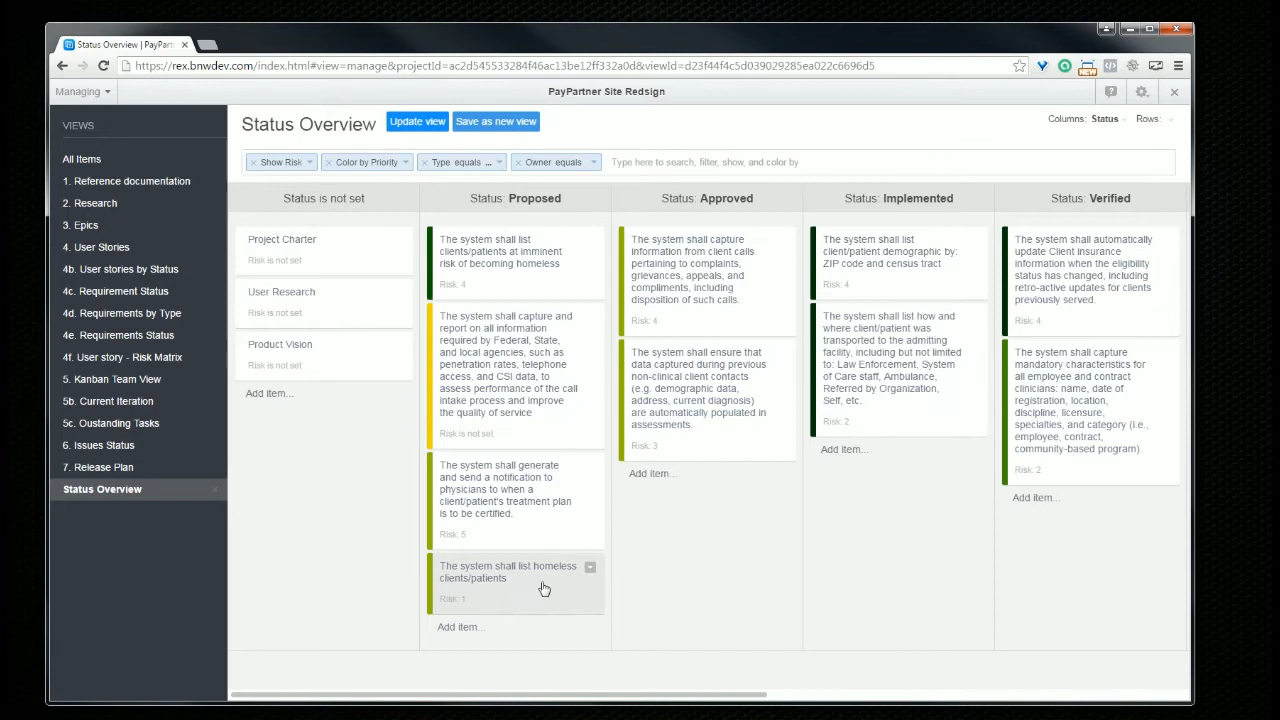 Status Overview | PayPart
https://rex.bnwdev.com/index.html#view=manage&projectId=ac2d545533284f46ac13be12ff332a0d&viewId=d23f44f4c5d039029285ea022c6696d5
NEW
Managing
PayPartner Site Redsign
VIEWS
All Items
1. Reference documentation
2. Research
3. Epics
4. User Stories
4b. User stories by Status
4c. Requirement Status
4d. Requirements by Type
4e. Requirements Status
4f. User story - Risk Matrix
5. Kanban Team View
5b. Current Iteration
5c. Oustanding Tasks
6. Issues Status
7. Release Plan
Status Overview
Status Overview
Update view
Save as new view
Columns: Status
Rows:
Show Risk
Color by Priority
Type equals ...
Owner equals
Type here to search, filter, show, and color by
Status is not set
Project Charter
Risk is not set
User Research
Risk is not set
Product Vision
Risk is not set
Add item...
Status: Proposed
The system shall list
clients/patients at imminent
risk of becoming homeless
Risk: 4
The system shall capture and
report on all information
required by Federal, State,
and local agencies, such as
penetration rates, telephone
access, and CSI data, to
assess performance of the call
intake process and improve
the quality of service
Risk is not set
The system shall generate
and send a notification to
physicians to when a
client/patient's treatment plan
is to be certified.
Risk: 5
The system shall list homeless
clients/patients
Risk: 1
Add item...
Status: Approved
The system shall capture
information from client calls
pertaining to complaints,
grievances, appeals, and
compliments, including
disposition of such calls.
Risk: 4
The system shall ensure that
data captured during previous
non-clinical client contacts
(e.g. demographic data,
address, current diagnosis)
are automatically populated in
assessments.
Risk: 3
Add item...
Status: Implemented
The system shall list
client/patient demographic by:
ZIP code and census tract
Risk: 4
The system shall list how and
where client/patient was
transported to the admitting
facility, including but not limited
to: Law Enforcement, System
of Care staff, Ambulance,
Referred by Organization,
Self, etc.
Risk: 2
Add item...
Status: Verified
The system shall automatically
update Client insurance
information when the eligibility
status has changed, including
retro-active updates for clients
previously served.
Risk: 4
The system shall capture
mandatory characteristics for
all employee and contract
clinicians: name, date of
registration, location,
discipline, licensure,
specialties, and category (i.e.,
employee, contract,
community-based program).
Risk: 2
Add item...